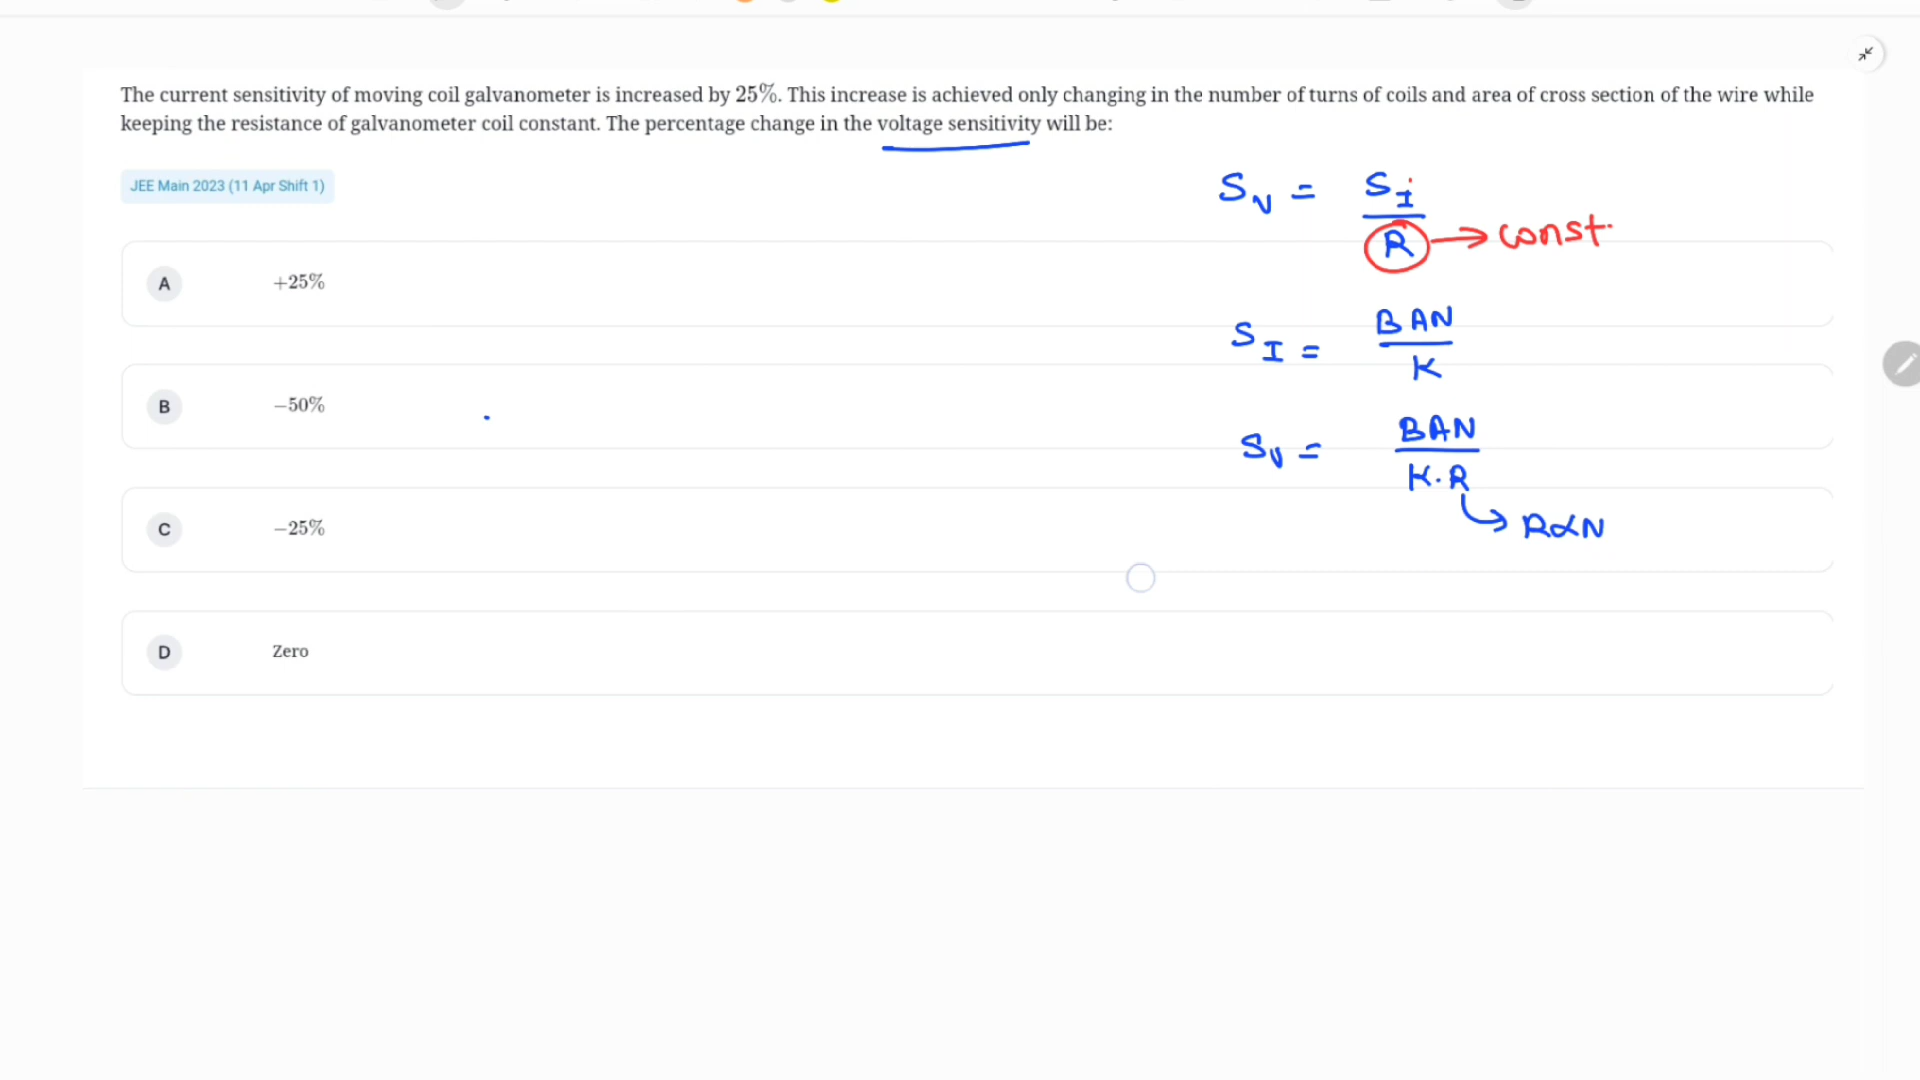 The current sensitivity of moving coil galvanometer is increased by 25%. This increase is achieved only changing in the number of turns of coils and area of cross section of the wire while
keeping the resistance of galvanometer coil constant. The percentage change in the voltage sensitivity will be:
JEE Main 2023 (11 Apr Shift 1)
A +25%
B −50%
C −25%
D Zero
S_V = S_I / R → const.
S_I = BAN / K
S_V = BAN / K·R
R∝N